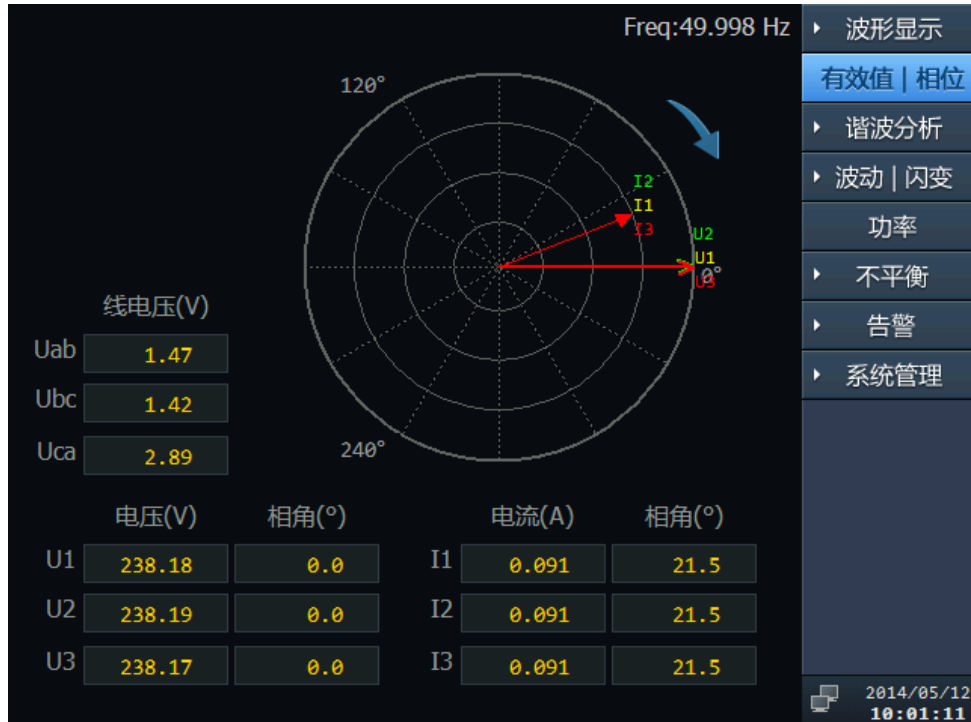 Freq:49.998 Hz
120°
I2
I1
I3
U2
U1
0°
U3
240°
线电压(V)
Uab 1.47
Ubc 1.42
Uca 2.89
电压(V) 相角(°) 电流(A) 相角(°)
U1 238.18 0.0 I1 0.091 21.5
U2 238.19 0.0 I2 0.091 21.5
U3 238.17 0.0 I3 0.091 21.5
波形显示
有效值 | 相位
谐波分析
波动 | 闪变
功率
不平衡
告警
系统管理
2014/05/12
10:01:11